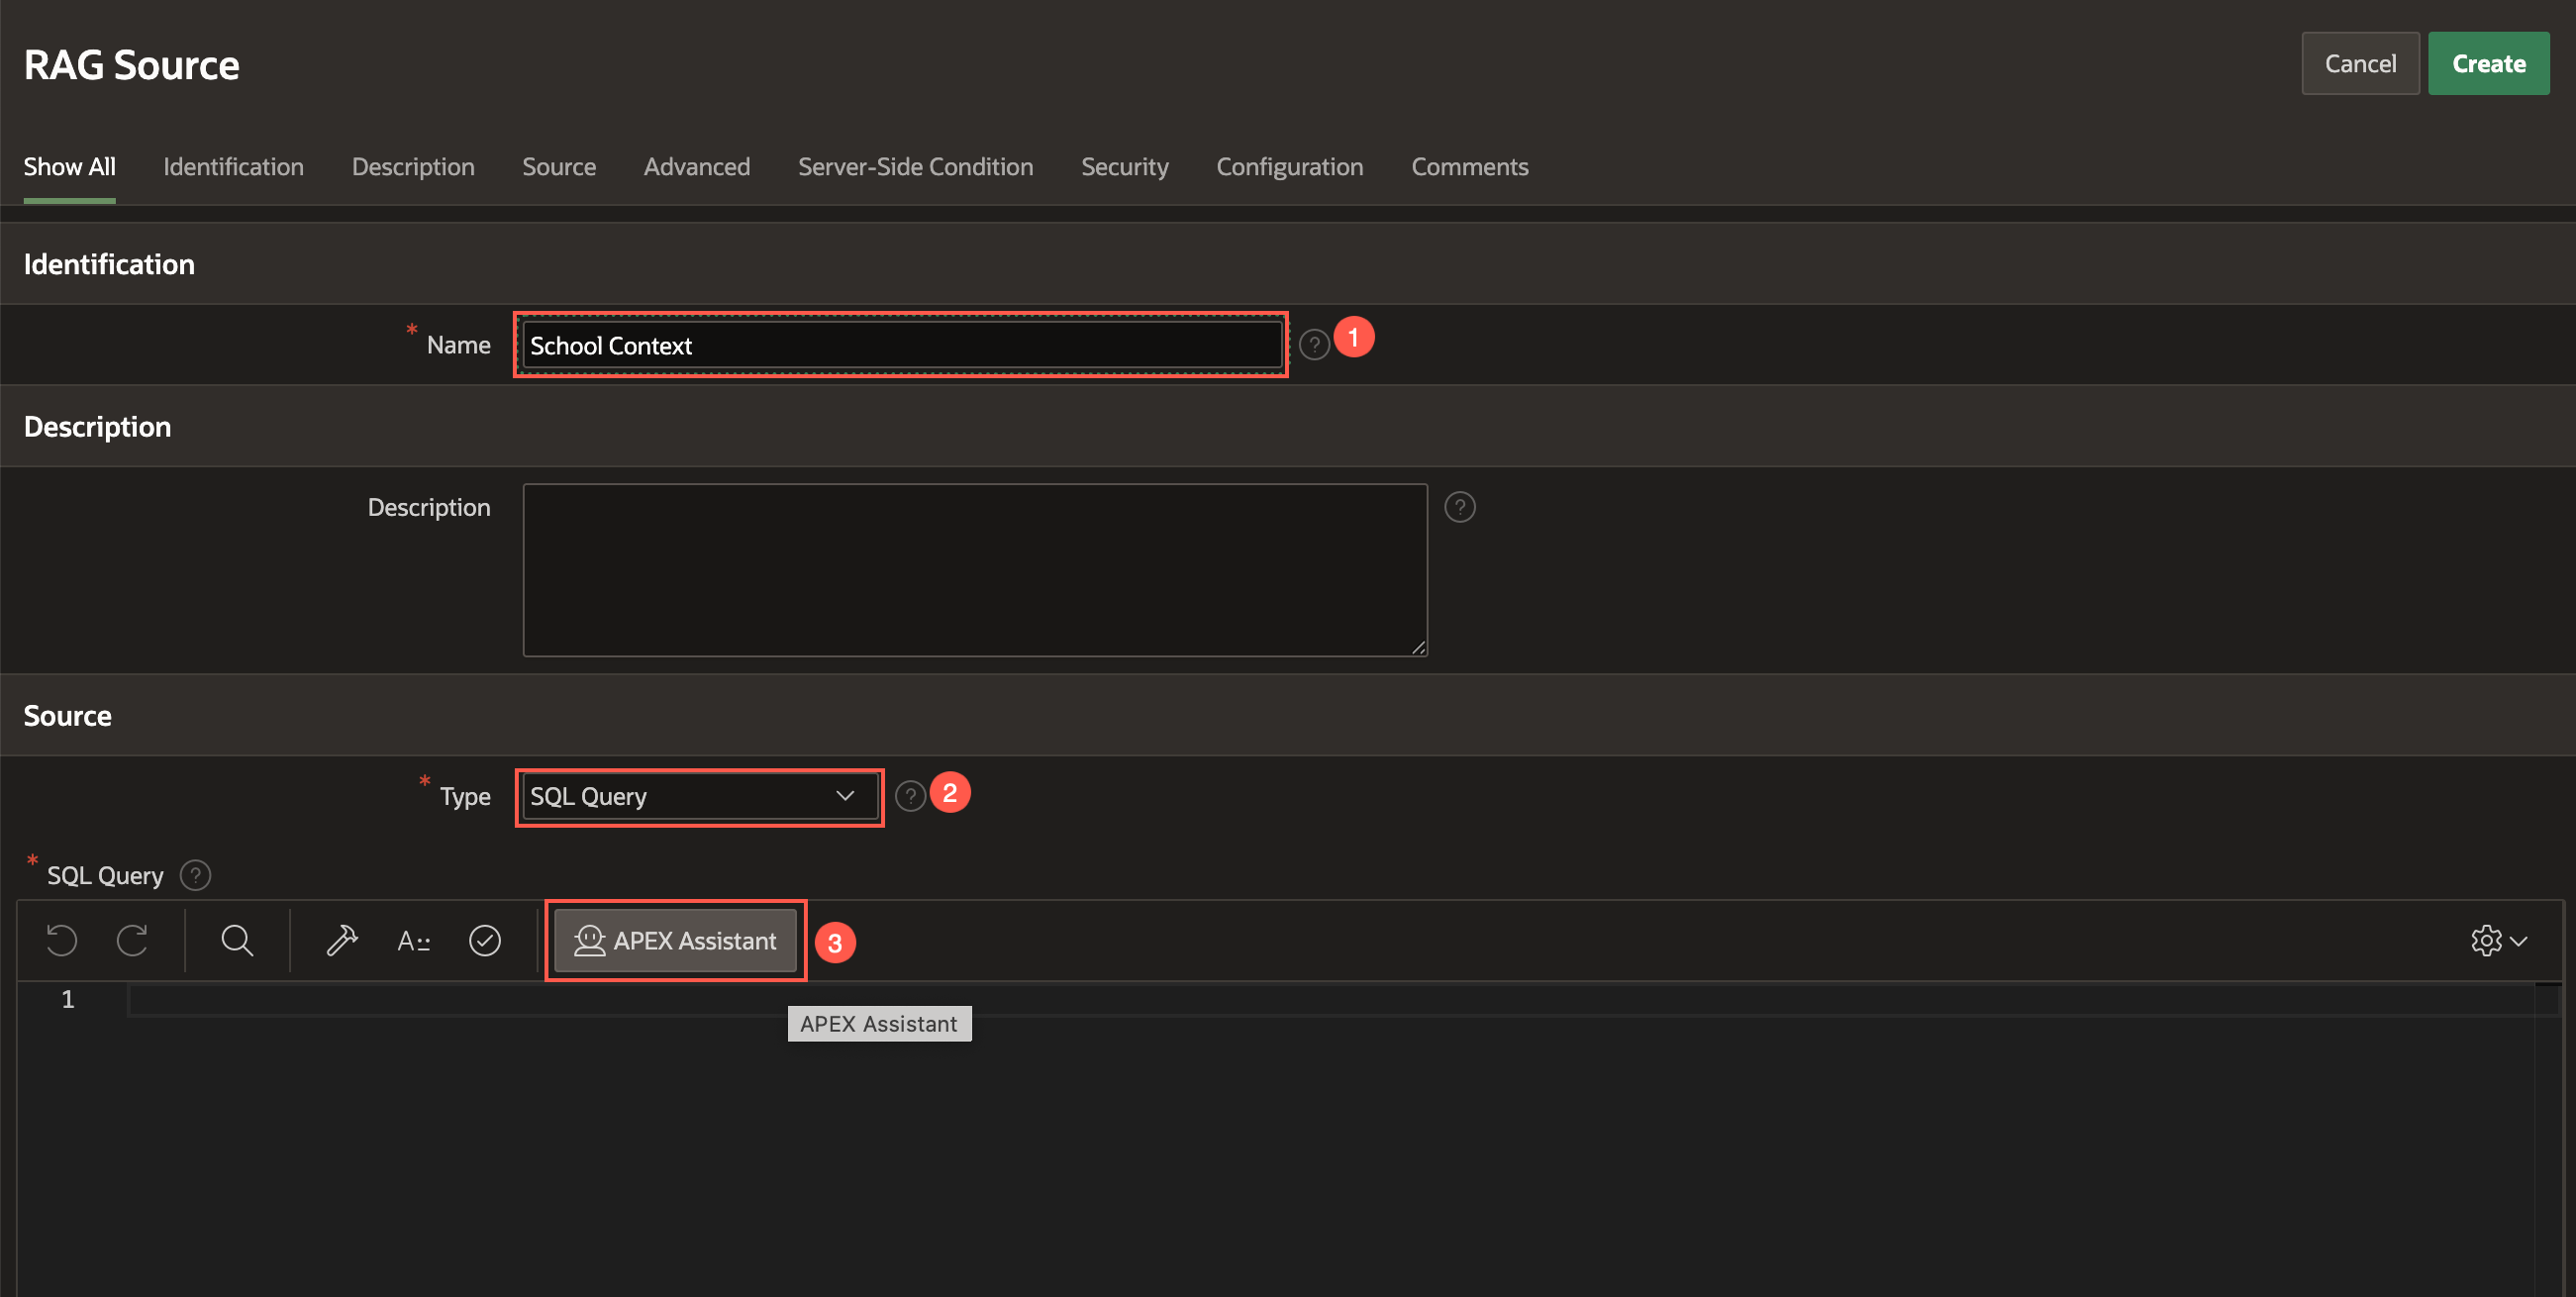 RAG Source
Cancel
Create
Show All
Identification
Description
Source
Advanced
Server-Side Condition
Security
Configuration
Comments
Identification
* Name
School Context
? 1
Description
Description
?
Source
* Type
SQL Query
? 2
* SQL Query ?
A::
APEX Assistant
3
1
APEX Assistant